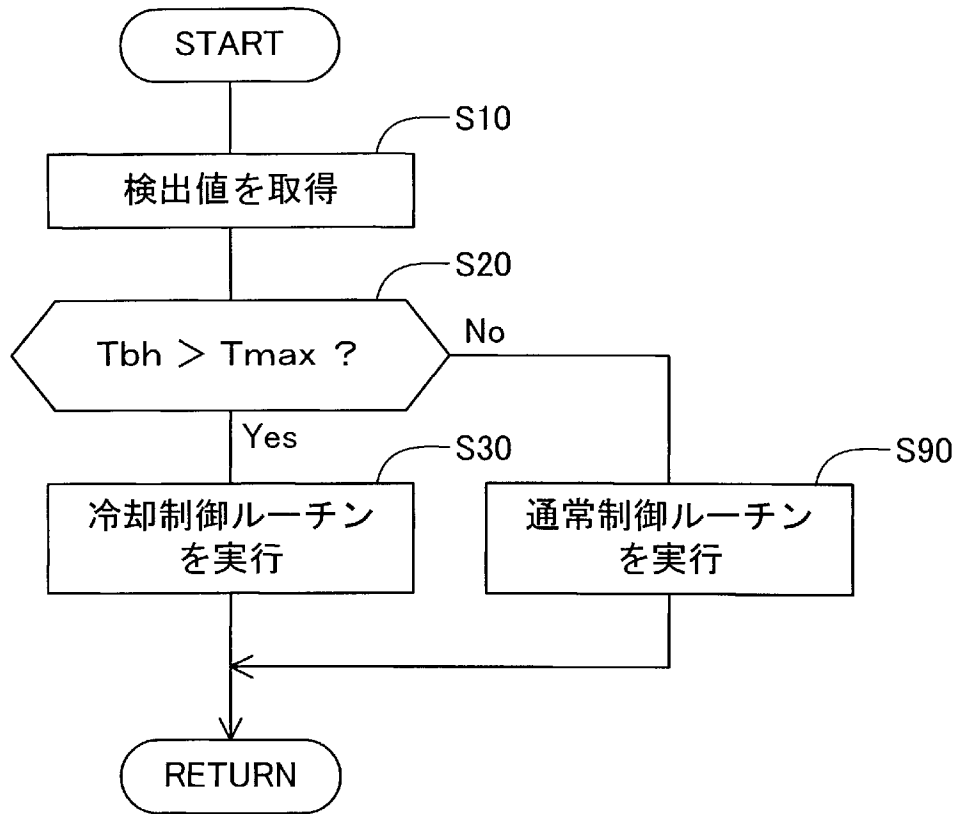 START
S10
検出値を取得
S20
Tbh > Tmax ?
No
Yes
S30
冷却制御ルーチン
を実行
S90
通常制御ルーチン
を実行
RETURN